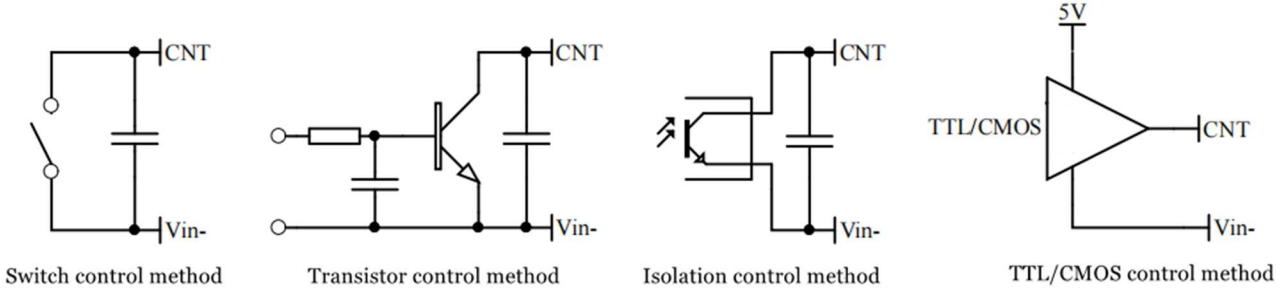 5V
CNT
CNT
CNT
TTL/CMOS
CNT
Vin-
Vin-
Vin-
Vin-
Switch control method
Transistor control method
Isolation control method
TTL/CMOS control method